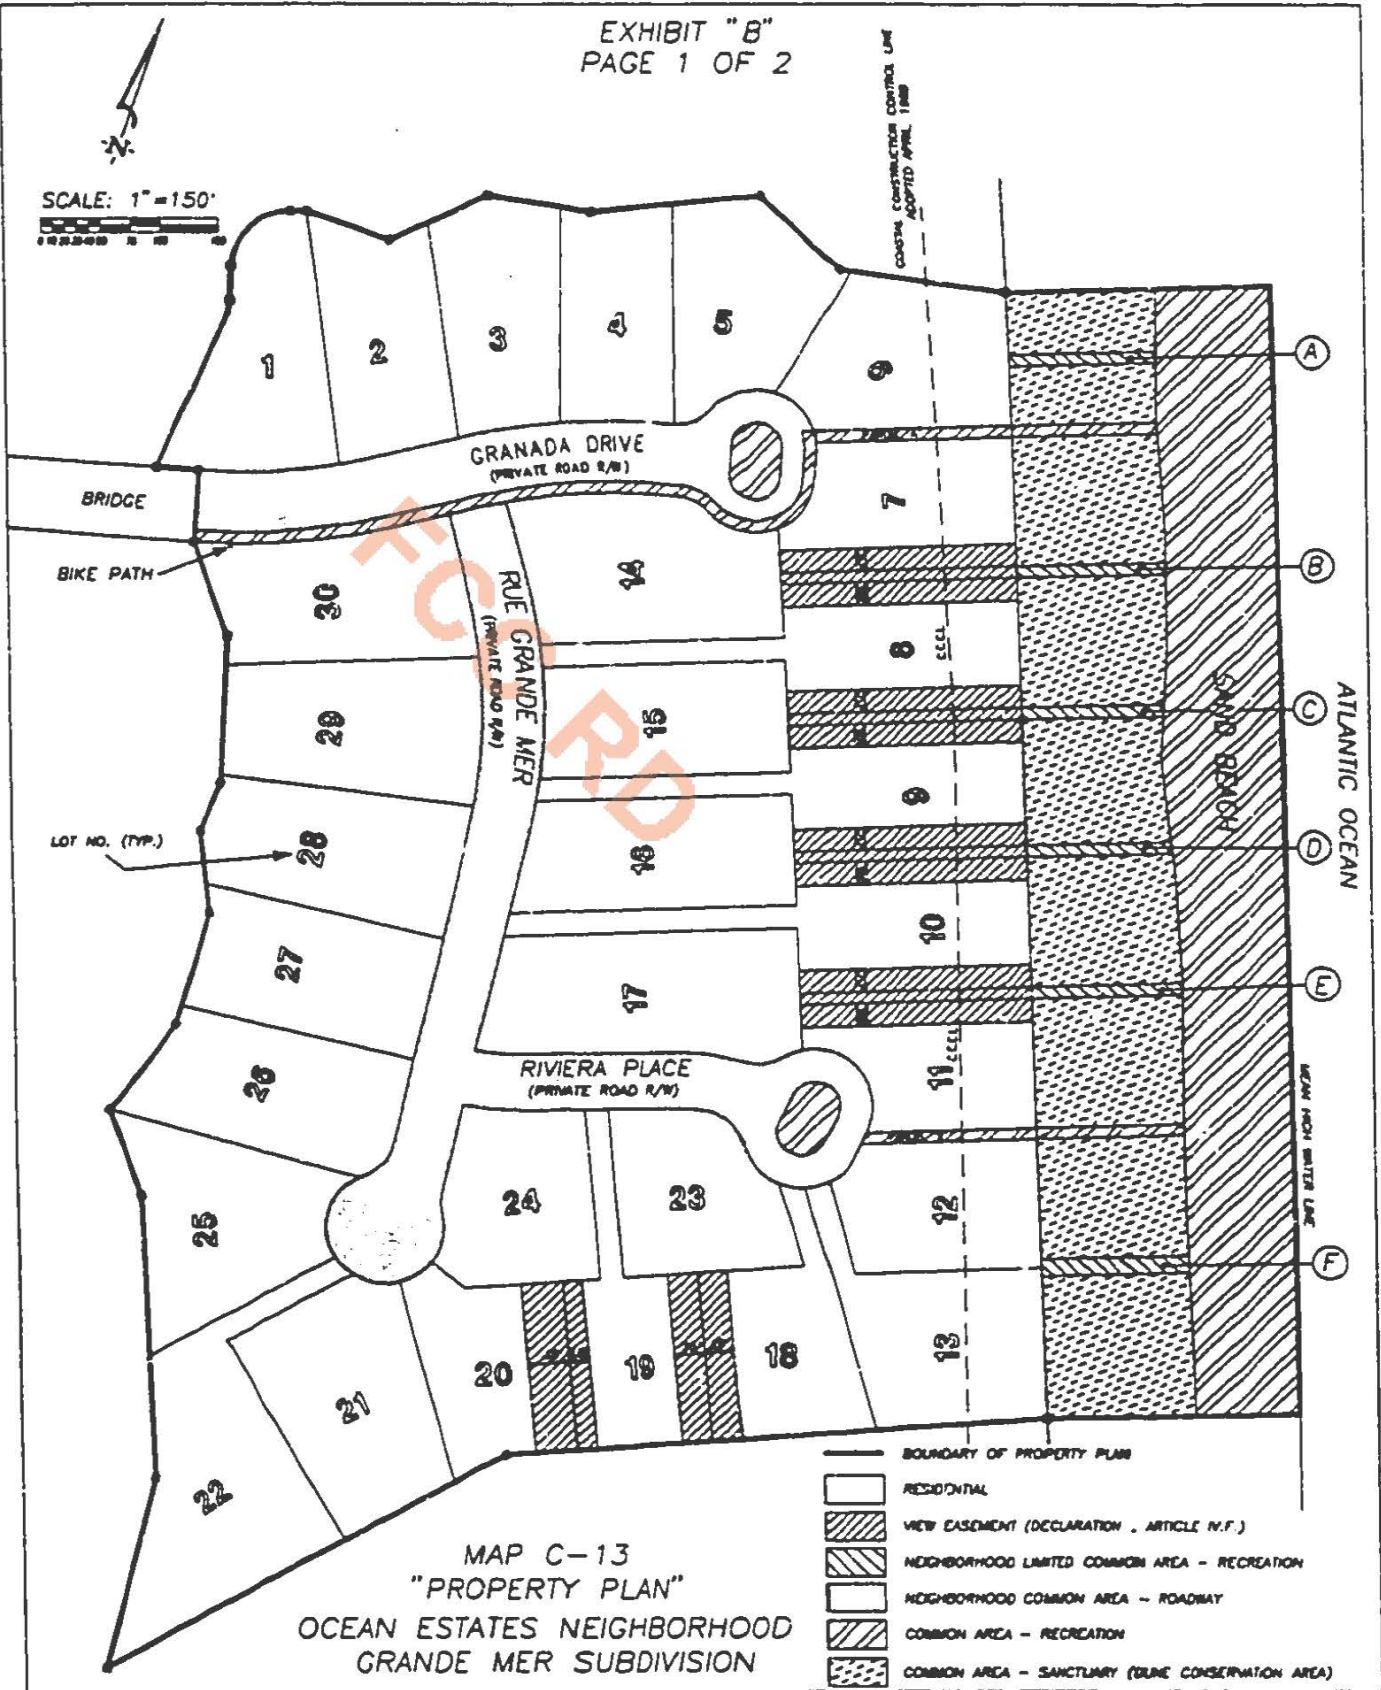 EXHIBIT "B"
PAGE 1 OF 2
COASTAL CONSTRUCTION CONTROL LINE
ADOPTED APRIL 1988
N
SCALE: 1"=150'
1
2
3
4
5
6
A
GRANADA DRIVE
(PRIVATE ROAD R/W)
BRIDGE
7
BIKE PATH
B
30
14
RUE GRANDE MER
(PRIVATE ROAD R/W)
8
CCCL
29
15
C
SAND BEACH
ATLANTIC OCEAN
9
LOT NO. (TYP.)
28
16
D
10
27
17
E
CCCL
11
RIVIERA PLACE
(PRIVATE ROAD R/W)
26
MEAN HIGH WATER LINE
25
24
23
12
F
13
20
19
18
21
22
FCC RD
BOUNDARY OF PROPERTY PLAN
RESIDENTIAL
VIEW EASEMENT (DECLARATION , ARTICLE IV.F.)
NEIGHBORHOOD LIMITED COMMON AREA - RECREATION
NEIGHBORHOOD COMMON AREA - ROADWAY
COMMON AREA - RECREATION
COMMON AREA - SANCTUARY (DUNE CONSERVATION AREA)
MAP C-13
"PROPERTY PLAN"
OCEAN ESTATES NEIGHBORHOOD
GRANDE MER SUBDIVISION